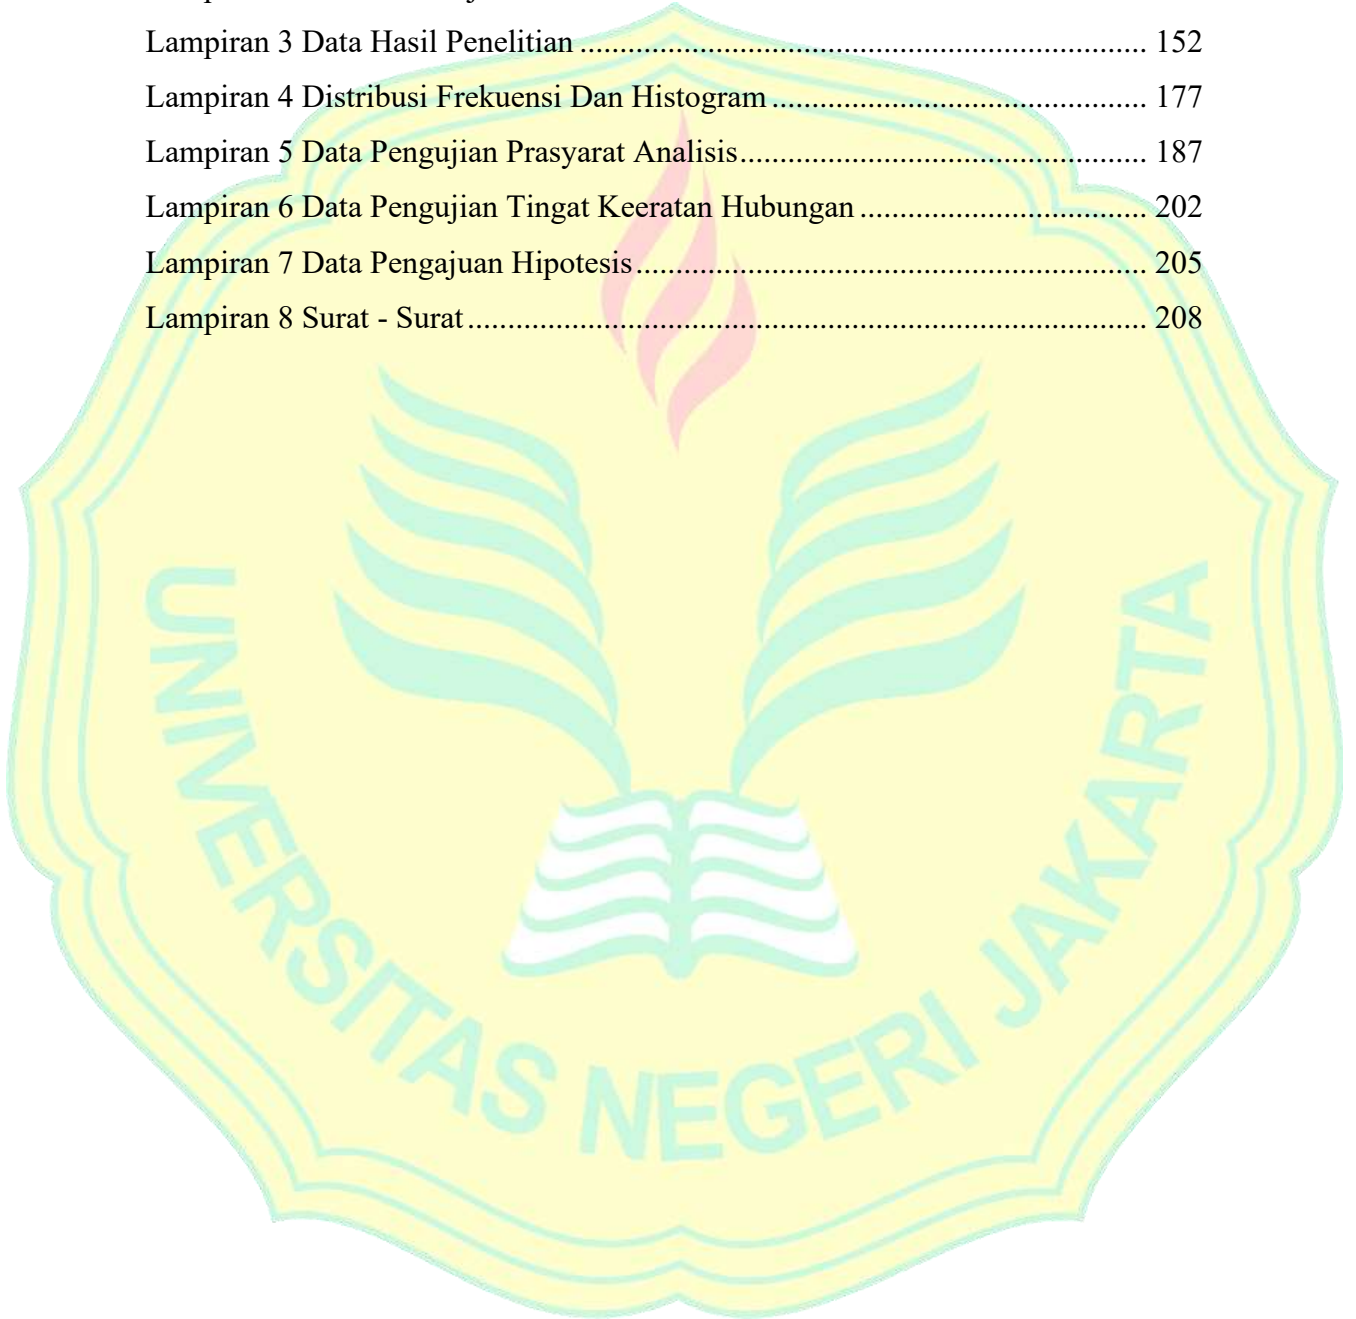 Lampiran 3 Data Hasil Penelitian ....................................................................... 152
Lampiran 4 Distribusi Frekuensi Dan Histogram ............................................... 177
Lampiran 5 Data Pengujian Prasyarat Analisis................................................... 187
Lampiran 6 Data Pengujian Tingat Keeratan Hubungan .................................... 202
Lampiran 7 Data Pengajuan Hipotesis................................................................ 205
Lampiran 8 Surat - Surat ..................................................................................... 208
UNIVERSITAS NEGERI JAKARTA